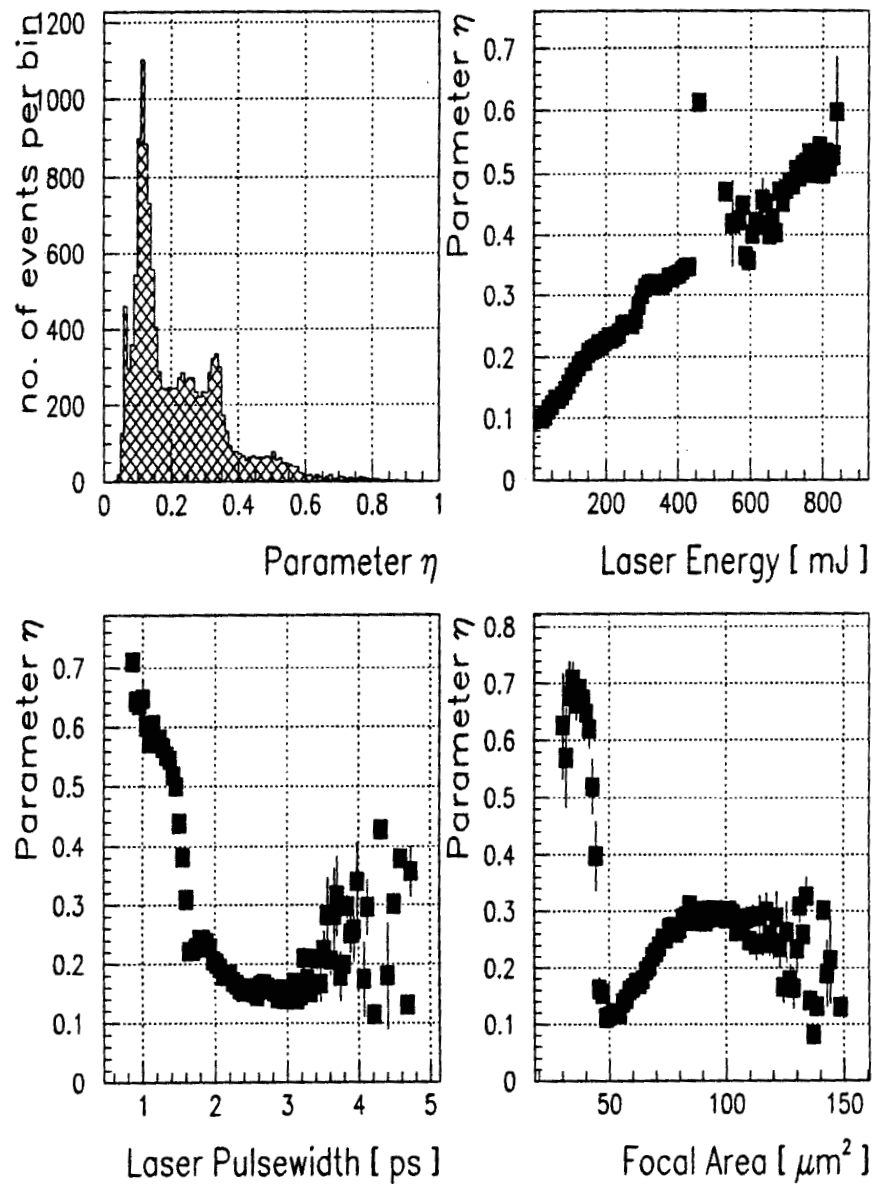 no. of events per bin
1200
1000
800
600
400
200
0
0 0.2 0.4 0.6 0.8 1
Parameter η
Parameter η
0.7
0.6
0.5
0.4
0.3
0.2
0.1
0
200 400 600 800
Laser Energy [ mJ ]
Parameter η
0.7
0.6
0.5
0.4
0.3
0.2
0.1
0
1 2 3 4 5
Laser Pulsewidth [ ps ]
Parameter η
0.8
0.7
0.6
0.5
0.4
0.3
0.2
0.1
0
50 100 150
Focal Area [ μm² ]